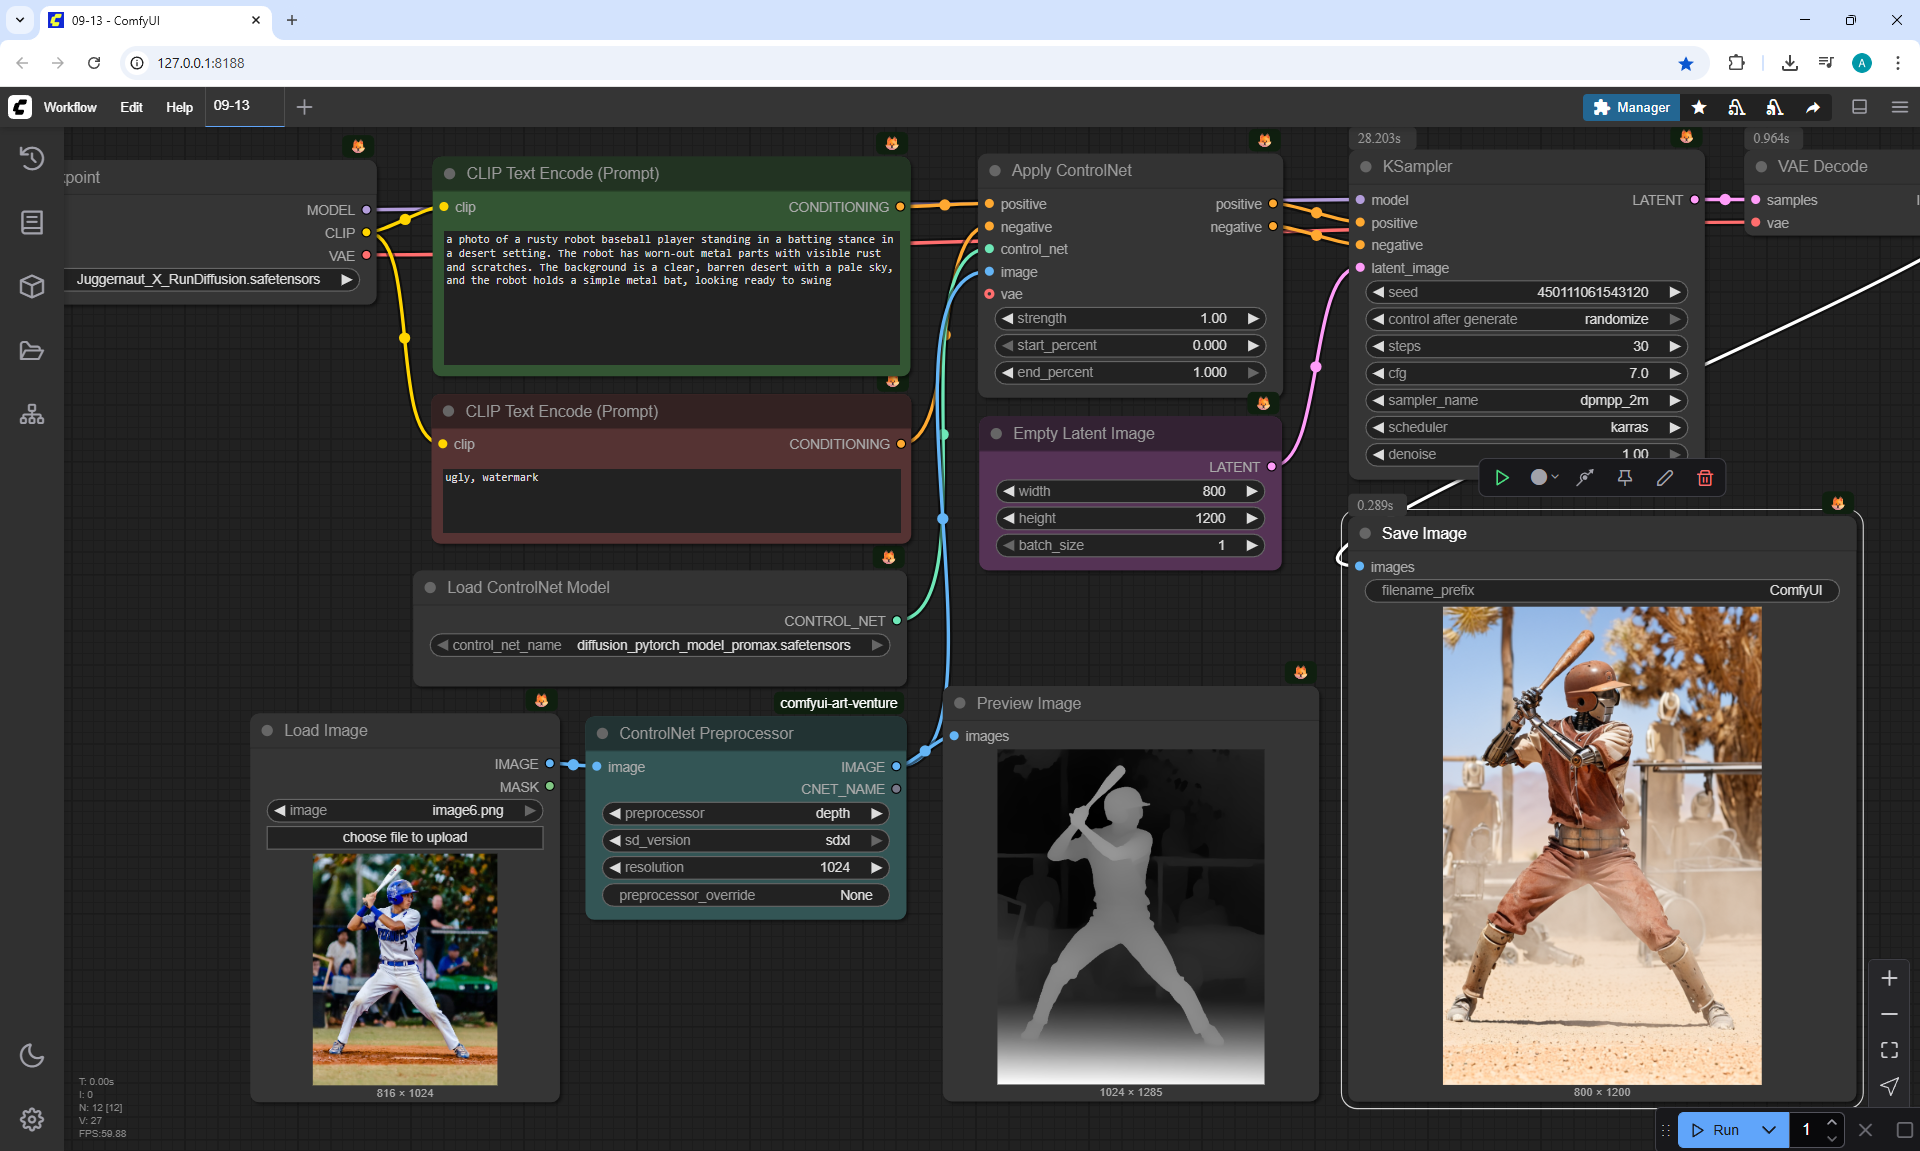 09-13 - ComfyUI
127.0.0.1:8188
A
Workflow
Edit
Help
09-13
Manager
point
MODEL
CLIP
VAE
Juggernaut_X_RunDiffusion.safetensors
CLIP Text Encode (Prompt)
clip
CONDITIONING
a photo of a rusty robot baseball player standing in a batting stance in
a desert setting. The robot has worn-out metal parts with visible rust
and scratches. The background is a clear, barren desert with a pale sky,
and the robot holds a simple metal bat, looking ready to swing
CLIP Text Encode (Prompt)
clip
CONDITIONING
ugly, watermark
Load ControlNet Model
CONTROL_NET
control_net_name diffusion_pytorch_model_promax.safetensors
Load Image
IMAGE
MASK
image image6.png
choose file to upload
7
816 × 1024
comfyui-art-venture
ControlNet Preprocessor
image
IMAGE
CNET_NAME
preprocessor depth
sd_version sdxl
resolution 1024
preprocessor_override None
Apply ControlNet
positive positive
negative negative
control_net
image
vae
strength 1.00
start_percent 0.000
end_percent 1.000
Empty Latent Image
LATENT
width 800
height 1200
batch_size 1
Preview Image
images
1024 × 1285
28.203s
KSampler
model LATENT
positive
negative
latent_image
seed 450111061543120
control after generate randomize
steps 30
cfg 7.0
sampler_name dpmpp_2m
scheduler karras
denoise 1.00
0.964s
VAE Decode
samples
vae
0.289s
Save Image
images
filename_prefix ComfyUI
800 × 1200
T: 0.00s
I: 0
N: 12 [12]
V: 27
FPS:59.88
Run
1